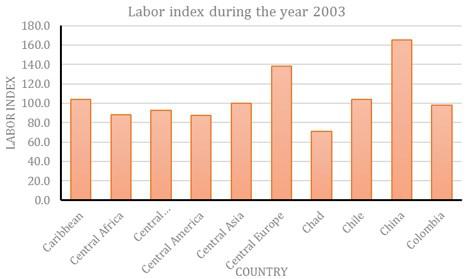 Labor index during the year 2003
LABOR INDEX
180.0
160.0
140.0
120.0
100.0
80.0
60.0
40.0
20.0
0.0
Caribbean
Central Africa
Central...
Central America
Central Asia
Central Europe
Chad
Chile
China
Colombia
COUNTRY